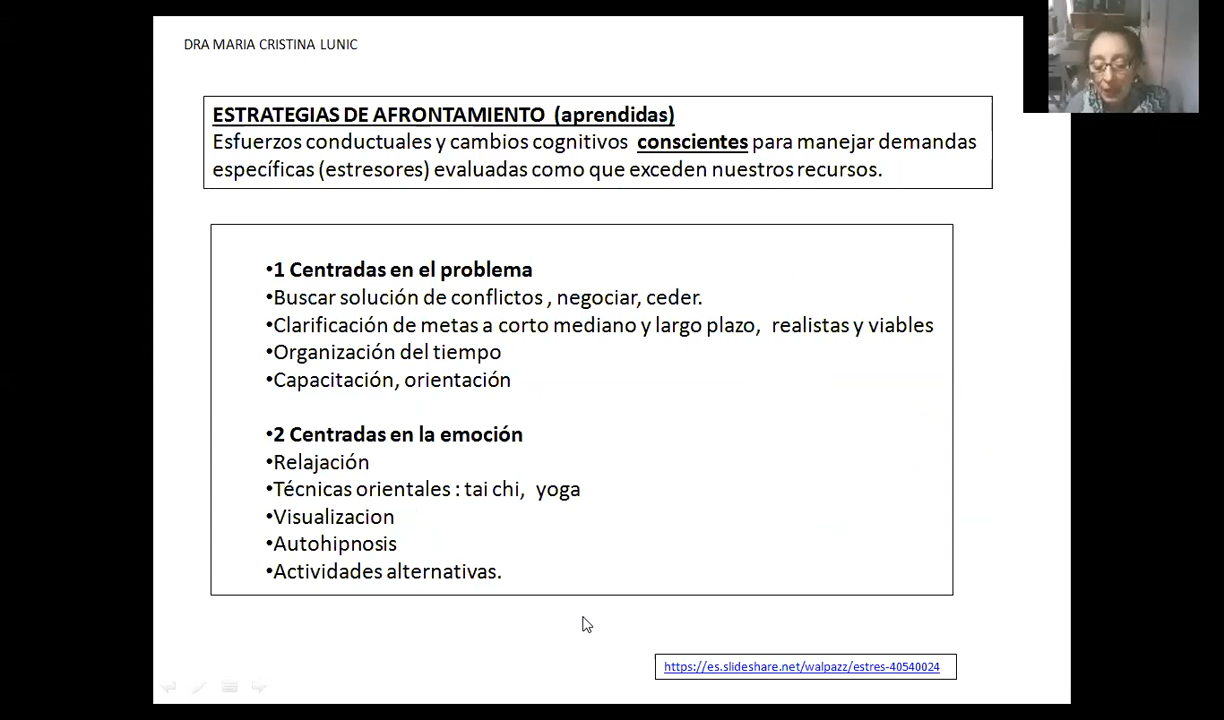 DRA MARIA CRISTINA LUNIC
ESTRATEGIAS DE AFRONTAMIENTO (aprendidas)
Esfuerzos conductuales y cambios cognitivos conscientes para manejar demandas
específicas (estresores) evaluadas como que exceden nuestros recursos.
•1 Centradas en el problema
•Buscar solución de conflictos , negociar, ceder.
•Clarificación de metas a corto mediano y largo plazo, realistas y viables
•Organización del tiempo
•Capacitación, orientación
•2 Centradas en la emoción
•Relajación
•Técnicas orientales : tai chi, yoga
•Visualizacion
•Autohipnosis
•Actividades alternativas.
https://es.slideshare.net/walpazz/estres-40540024